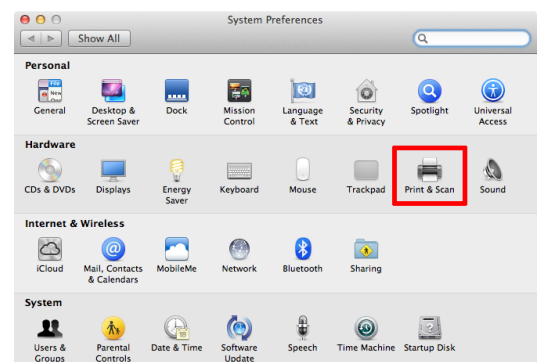 System Preferences
Show All
Personal
General Desktop & Dock Mission Language Security Spotlight Universal
Screen Saver Control & Text & Privacy Access
Hardware
CDs & DVDs Displays Energy Keyboard Mouse Trackpad Print & Scan Sound
Saver
Internet & Wireless
iCloud Mail, Contacts MobileMe Network Bluetooth Sharing
& Calendars
System
Users & Parental Date & Time Software Speech Time Machine Startup Disk
Groups Controls Update